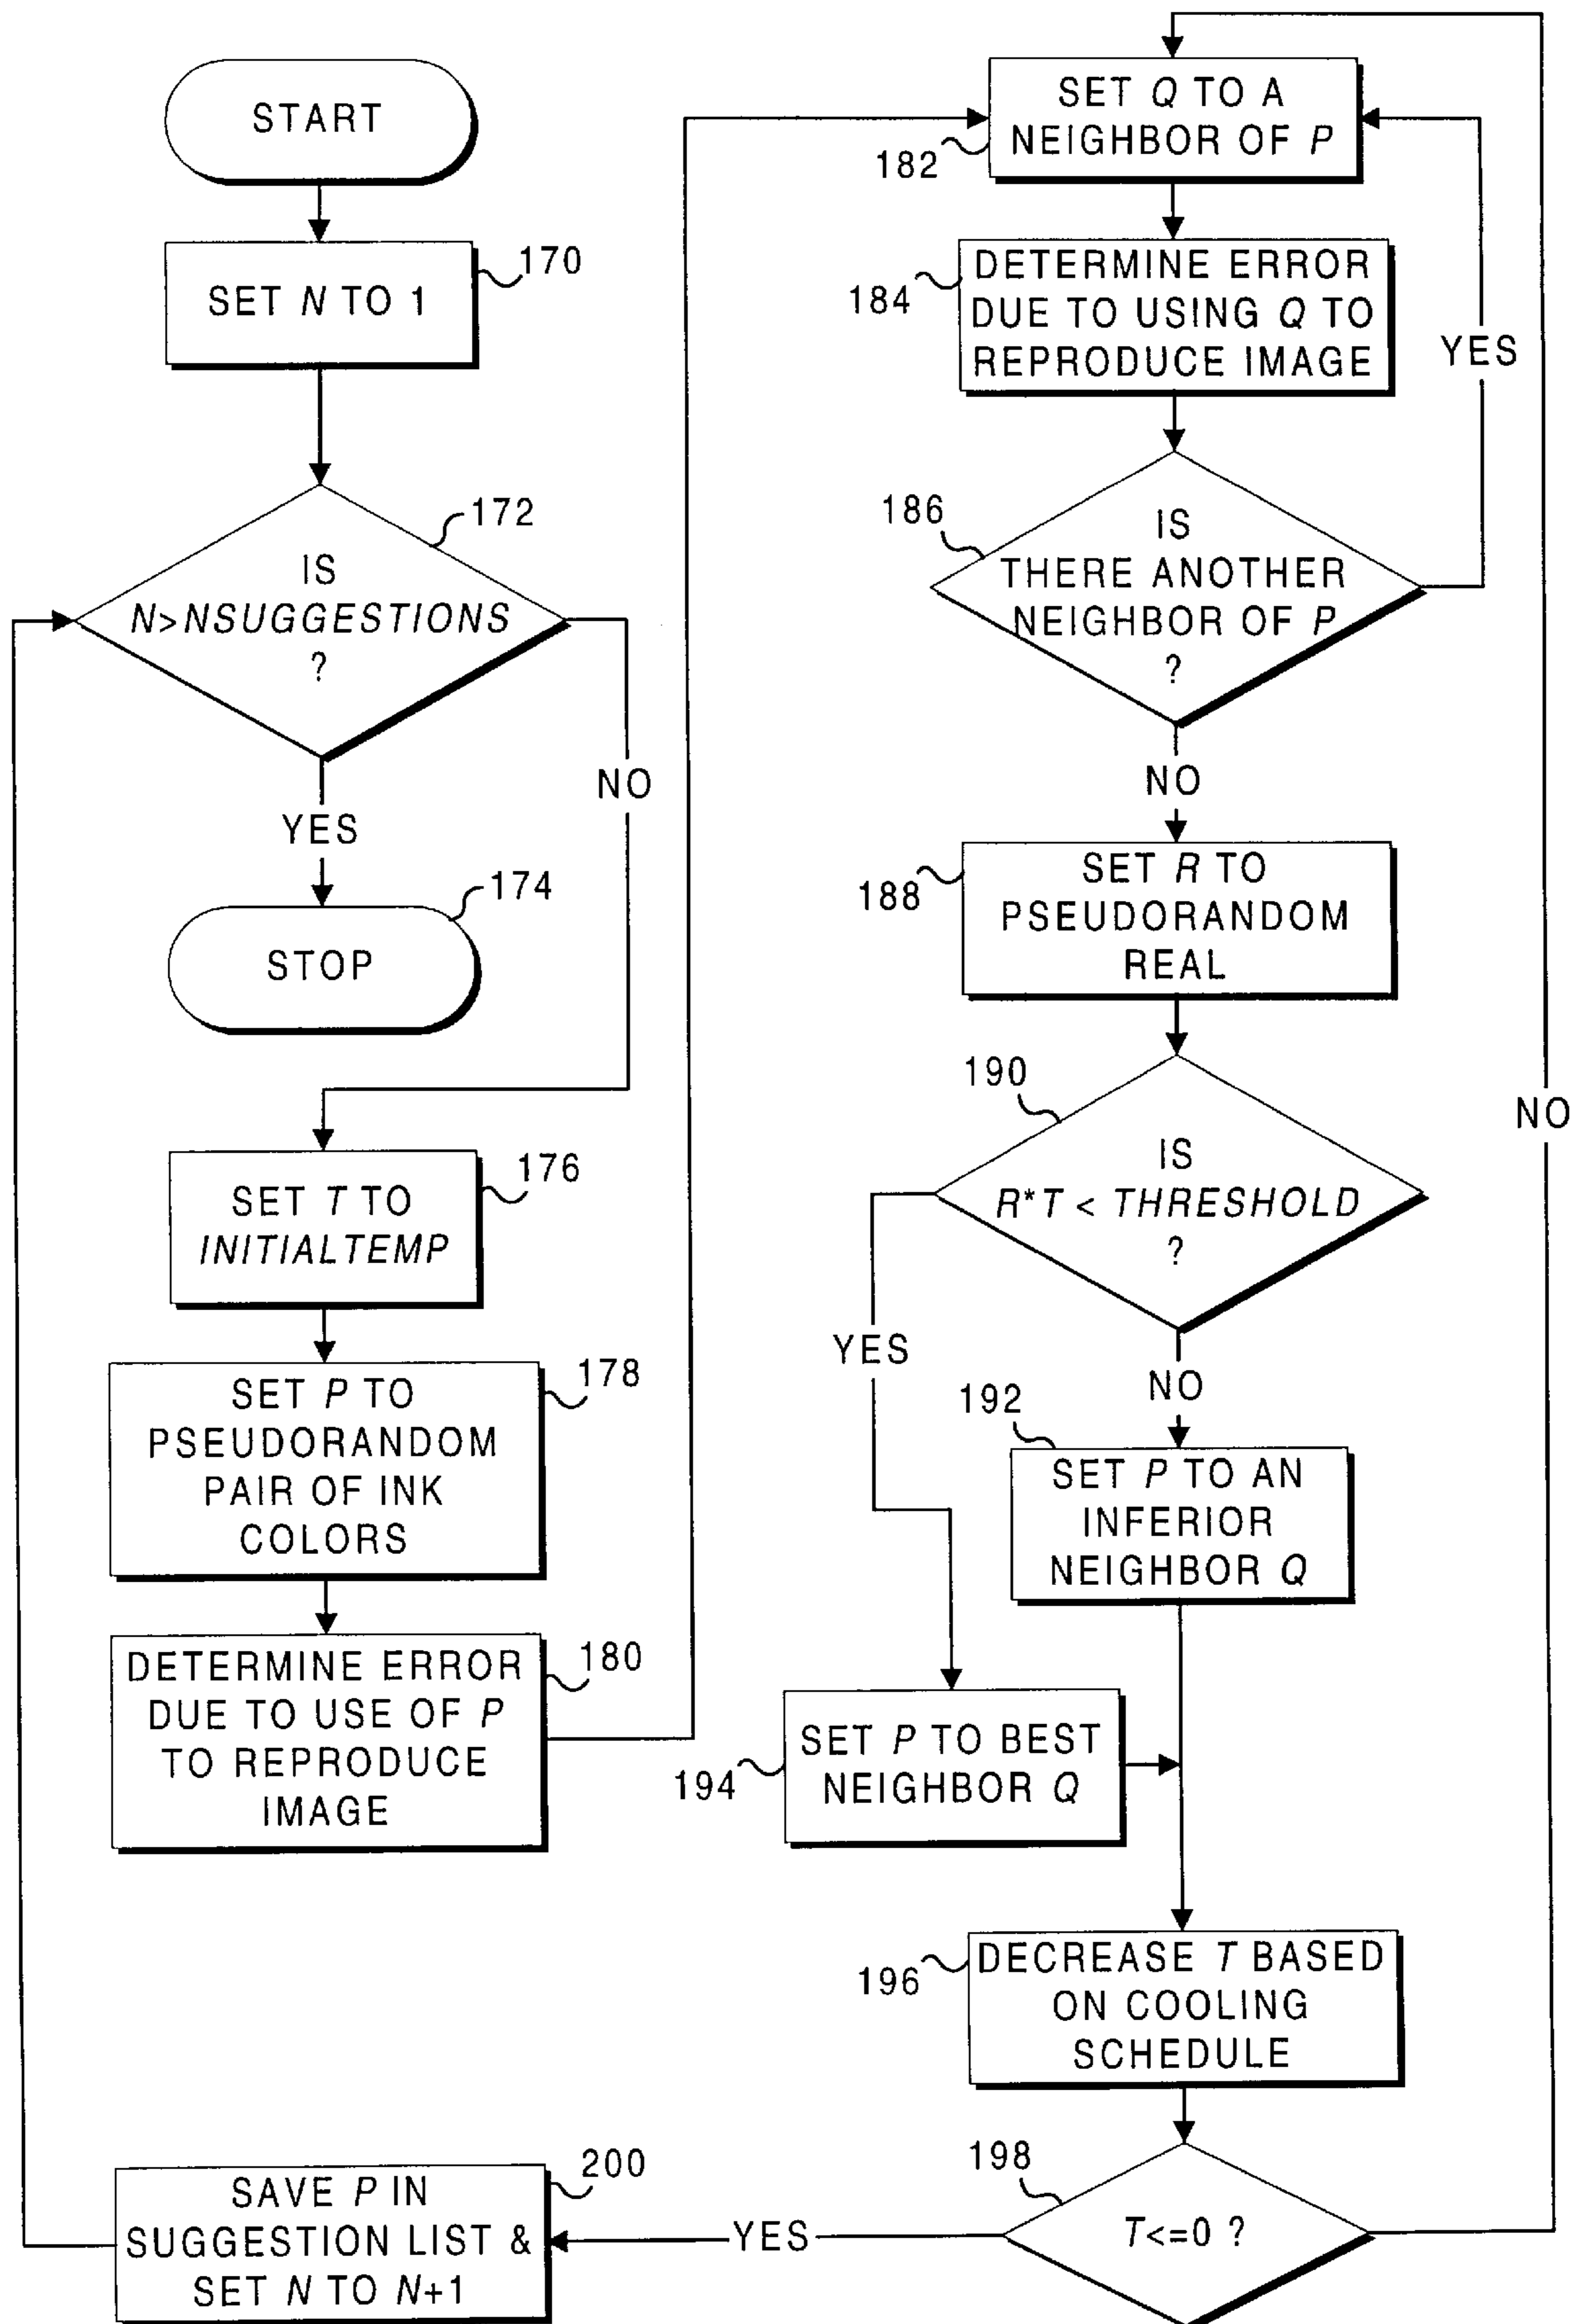 START
170
SET N TO 1
172
IS
N>NSUGGESTIONS
?
NO
YES
174
STOP
176
SET T TO
INITIALTEMP
178
SET P TO
PSEUDORANDOM
PAIR OF INK
COLORS
180
DETERMINE ERROR
DUE TO USE OF P
TO REPRODUCE
IMAGE
182
SET Q TO A
NEIGHBOR OF P
184
DETERMINE ERROR
DUE TO USING Q TO
REPRODUCE IMAGE
YES
186
IS
THERE ANOTHER
NEIGHBOR OF P
?
NO
188
SET R TO
PSEUDORANDOM
REAL
190
IS
R*T < THRESHOLD
?
YES
NO
192
SET P TO AN
INFERIOR
NEIGHBOR Q
194
SET P TO BEST
NEIGHBOR Q
196
DECREASE T BASED
ON COOLING
SCHEDULE
198
T<=0 ?
NO
YES
200
SAVE P IN
SUGGESTION LIST &
SET N TO N+1